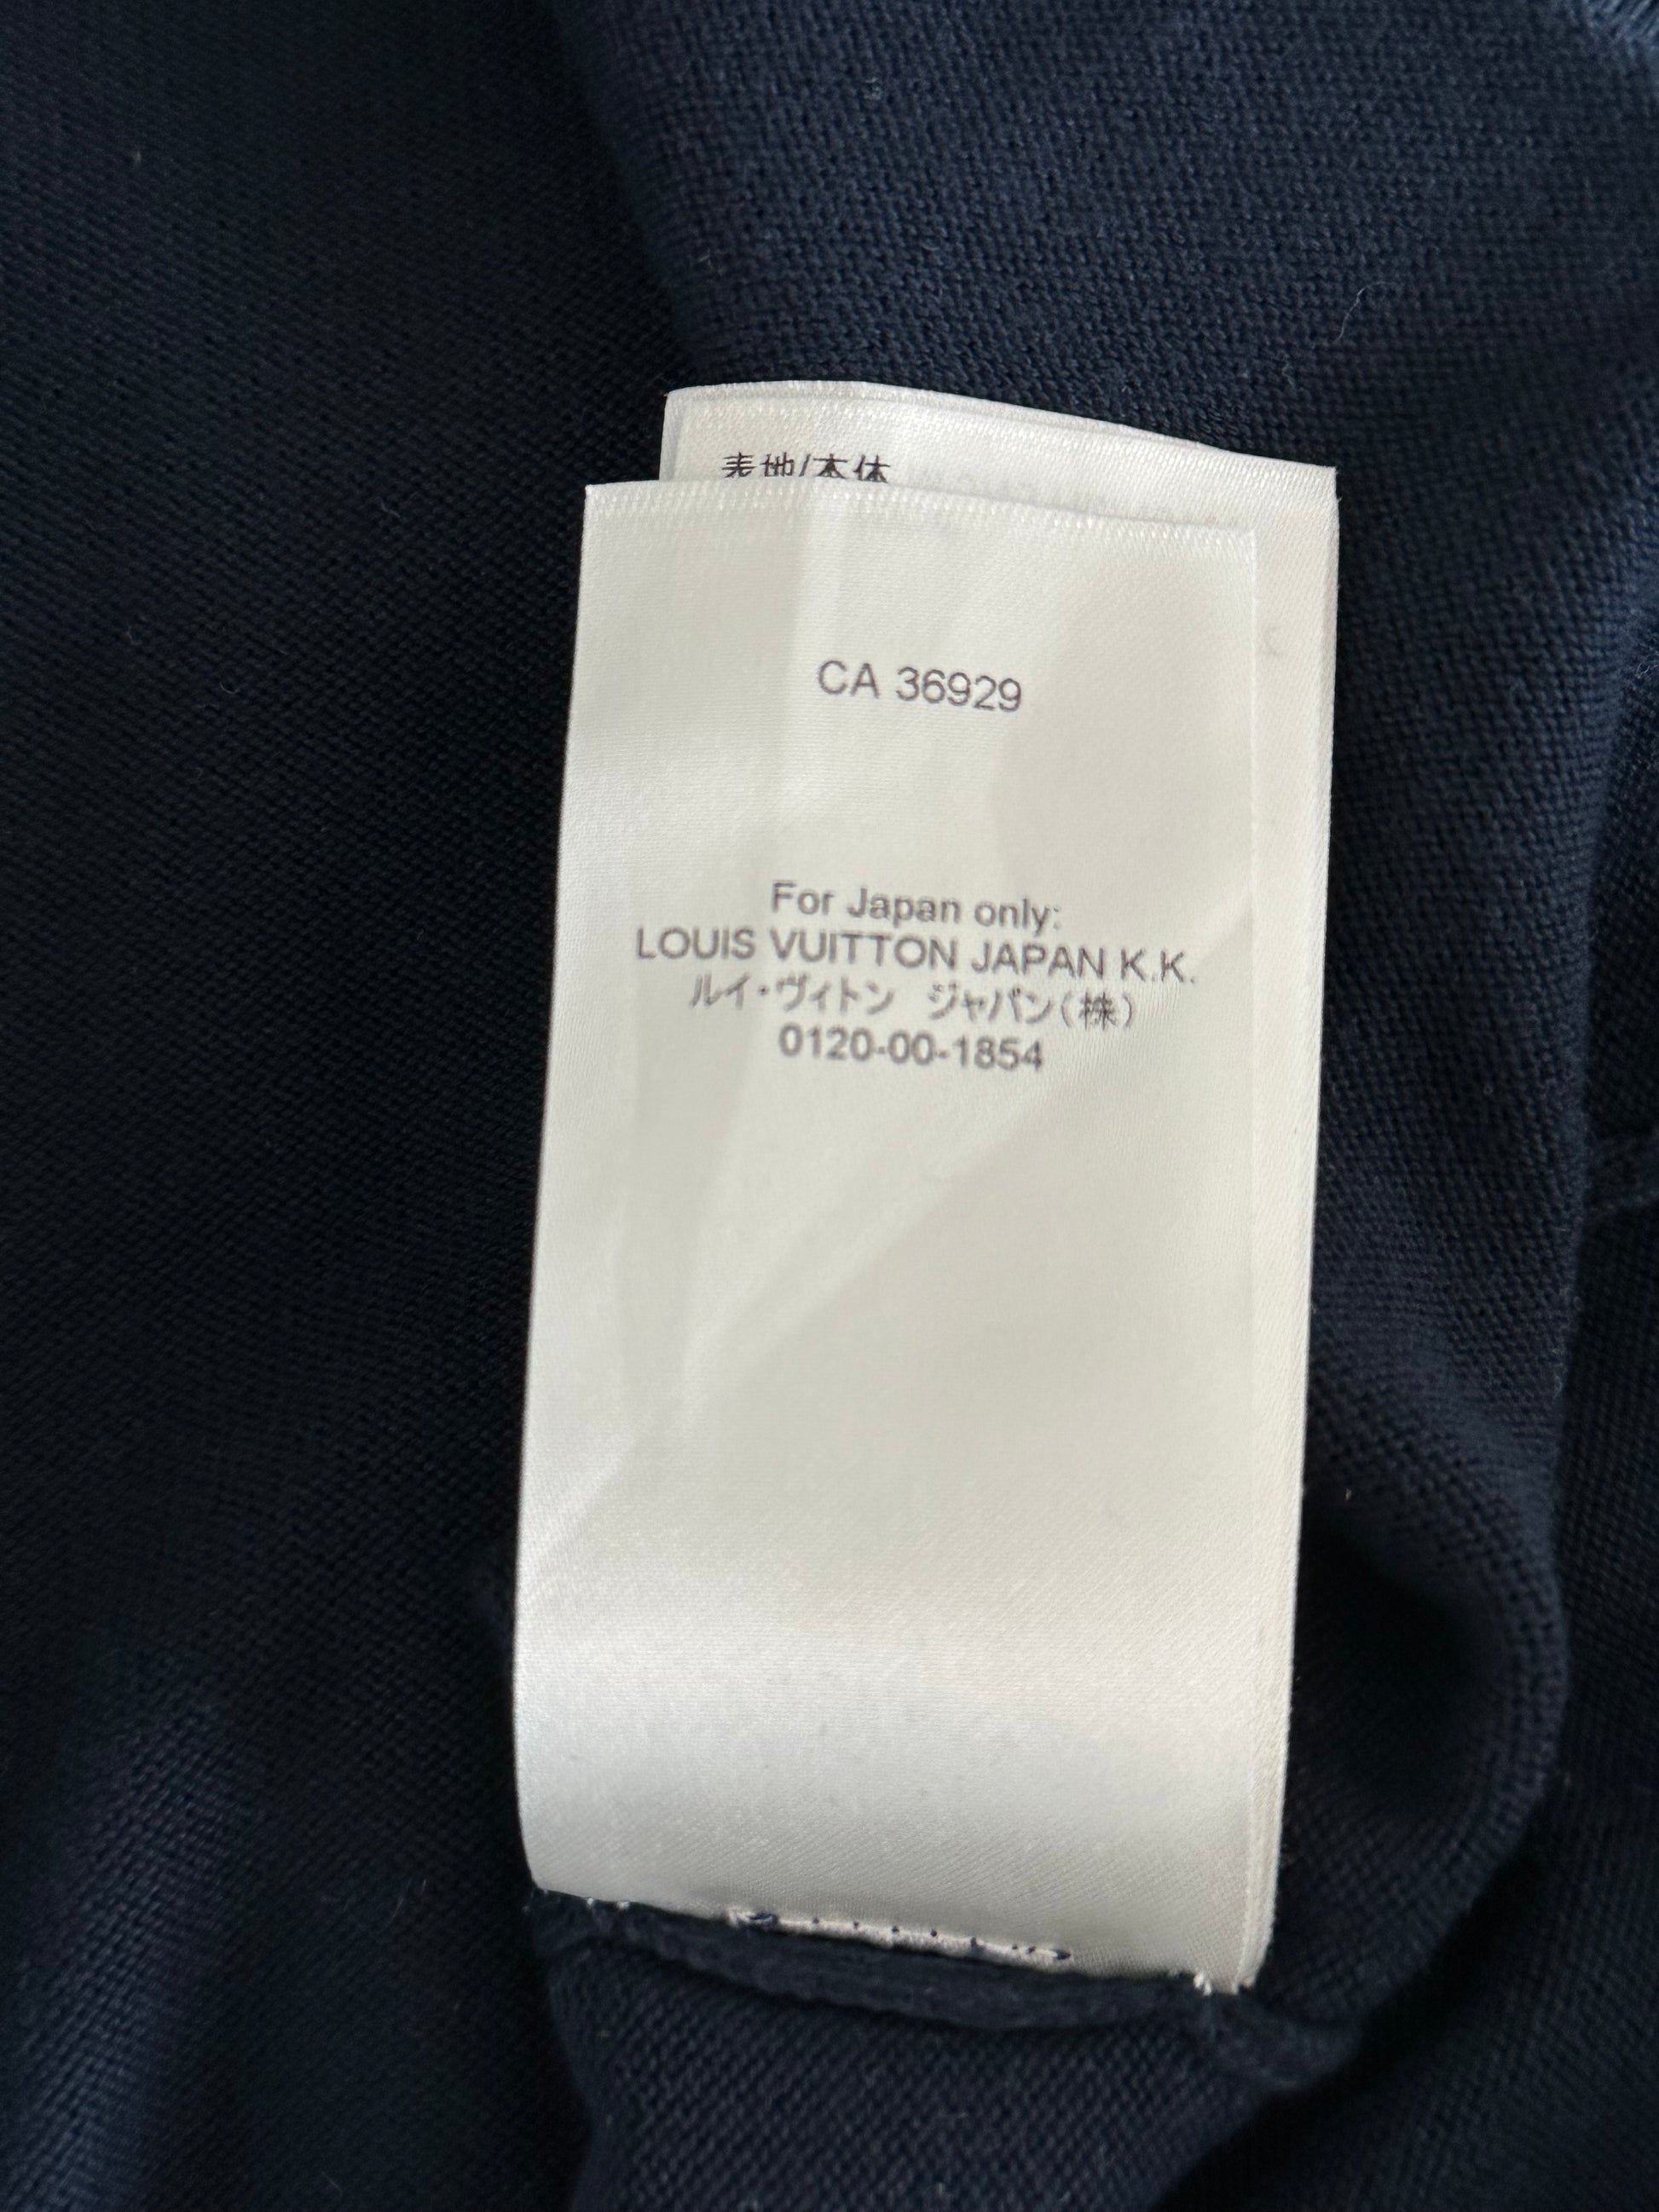 表地/本体
CA 36929
For Japan only:
LOUIS VUITTON JAPAN K.K.
ルイ・ヴィトン ジャパン(株)
0120-00-1854